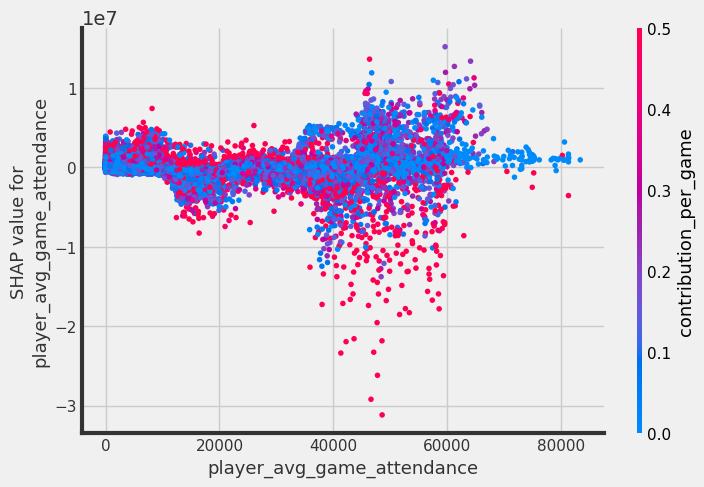 1e7
1
0
−1
−2
−3
SHAP value for
player_avg_game_attendance
0 20000 40000 60000 80000
player_avg_game_attendance
0.5
0.4
0.3
0.2
0.1
0.0
contribution_per_game